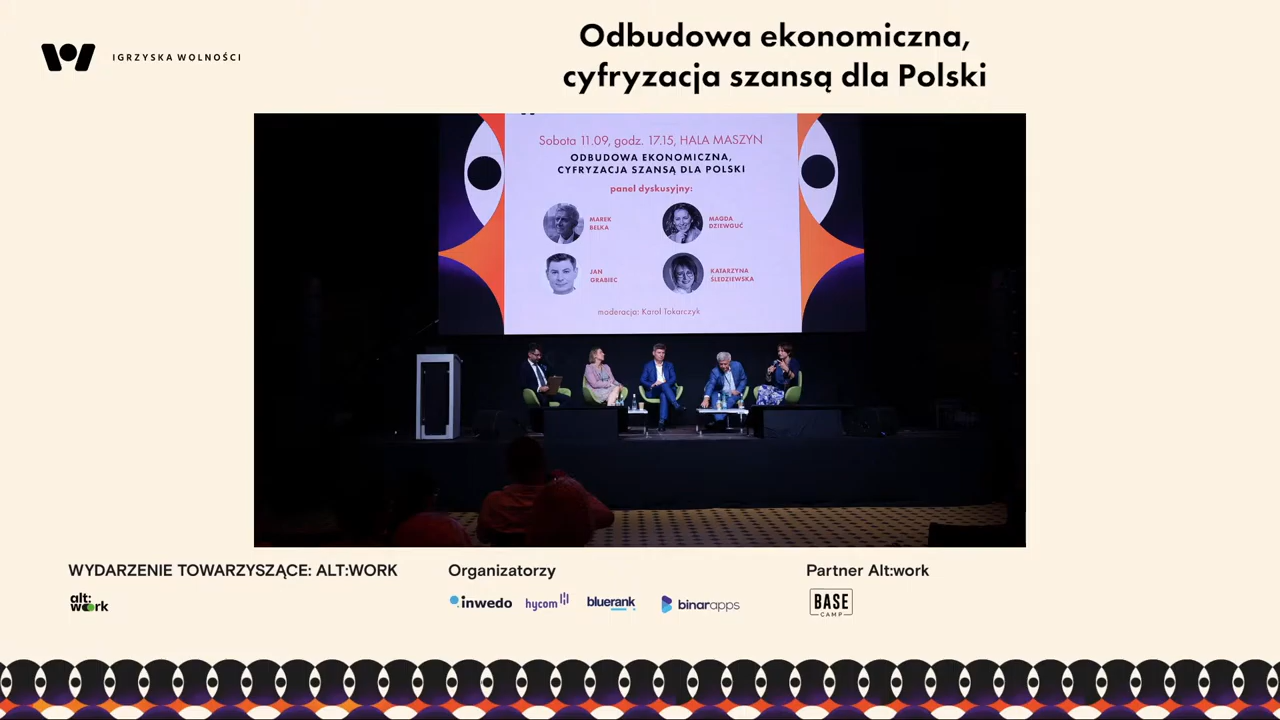 IGRZYSKA WOLNOŚCI
Odbudowa ekonomiczna,
cyfryzacja szansą dla Polski
Sobota 11.09, godz. 17.15, HALA MASZYN
ODBUDOWA EKONOMICZNA,
CYFRYZACJA SZANSĄ DLA POLSKI
panel dyskusyjny:
MAREK
BELKA
MAGDA
DZIEWGUĆ
JAN
GRABIEC
KATARZYNA
ŚLEDZIEWSKA
moderacja: Karol Tokarczyk
WYDARZENIE TOWARZYSZĄCE: ALT:WORK
alt:
work
Organizatorzy
inwedo
hycom
bluerank
binarapps
Partner Alt:work
BASE
CAMP